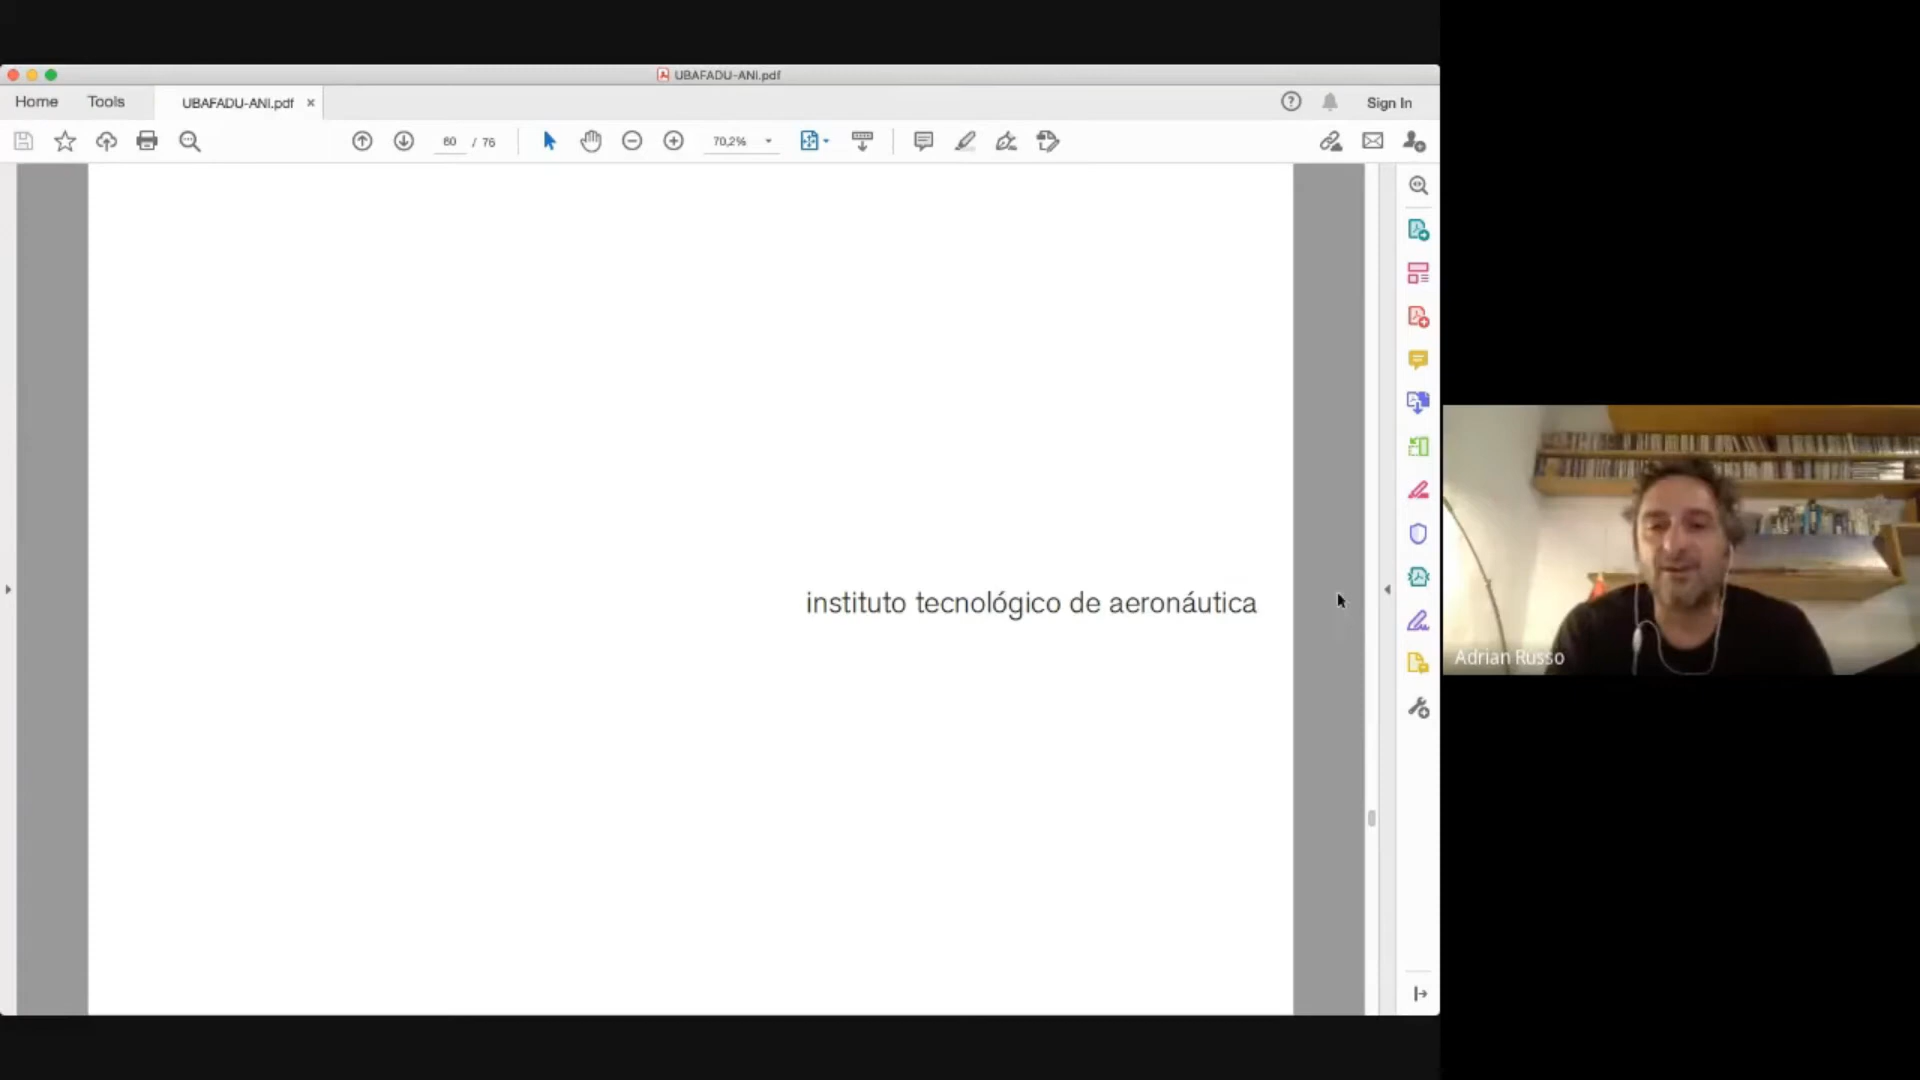 UBAFADU-ANI.pdf
Home
Tools
UBAFADU-ANI.pdf
Sign In
60 / 76
70,2%
instituto tecnológico de aeronáutica
Adrian Russo